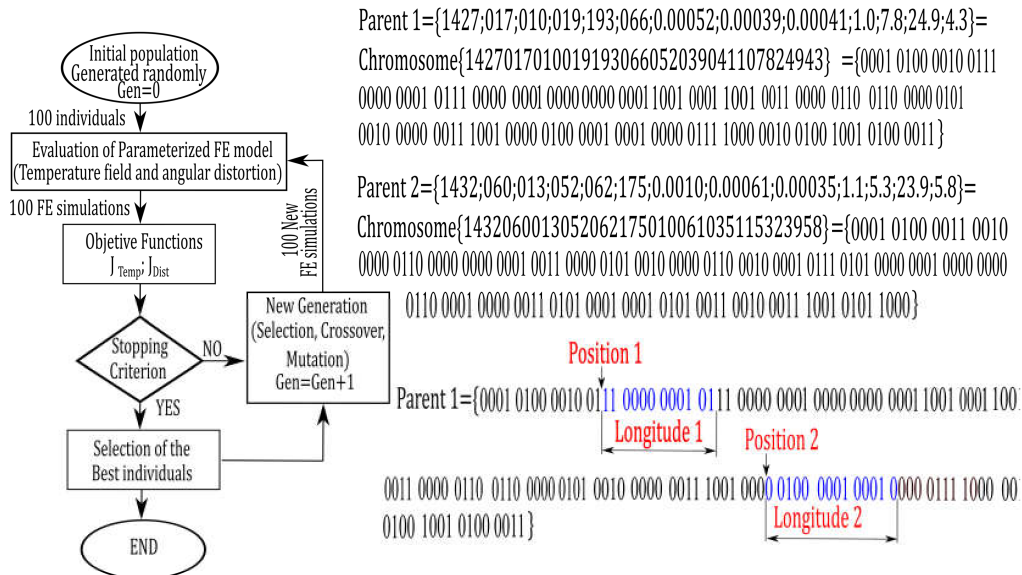 Initial population
Generated randomly
Gen=0
100 individuals
Evaluation of Parameterized FE model
(Temperature field and angular distortion)
100 FE simulations
Objetive Functions
J Temp; JDist
Stopping
Criterion
NO
YES
Selection of the
Best individuals
END
100 New
FE simulations
New Generation
(Selection, Crossover,
Mutation)
Gen=Gen+1
Parent 1={1427;017;010;019;193;066;0.00052;0.00039;0.00041;1.0;7.8;24.9;4.3}=
Chromosome{1427017010019193066052039041107824943} ={0001 0100 0010 0111
0000 0001 0111 0000 0001 0000 0000 0001 1001 0001 1001 0011 0000 0110 0110 0000 0101
0010 0000 0011 1001 0000 0100 0001 0001 0000 0111 1000 0010 0100 1001 0100 0011}
Parent 2={1432;060;013;052;062;175;0.0010;0.00061;0.00035;1.1;5.3;23.9;5.8}=
Chromosome{1432060013052062175010061035115323958}={0001 0100 0011 0010
0000 0110 0000 0000 0001 0011 0000 0101 0010 0000 0110 0010 0001 0111 0101 0000 0001 0000 0000
0110 0001 0000 0011 0101 0001 0001 0101 0011 0010 0011 1001 0101 1000}
Position 1
Parent 1={0001 0100 0010 0111 0000 0001 0111 0000 0001 0000 0000 0001 1001 0001 100
Longitude 1
Position 2
0011 0000 0110 0110 0000 0101 0010 0000 0011 1001 0000 0100 0001 0001 0000 0111 1000 00
0100 1001 0100 0011}
Longitude 2